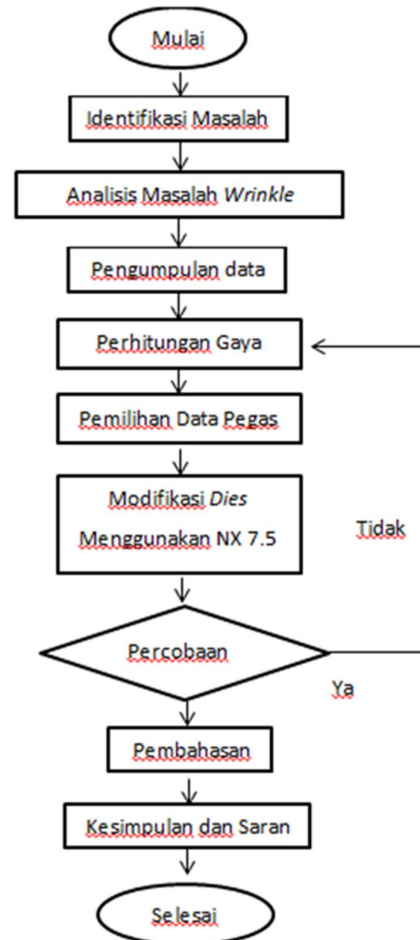 Mulai
Identifikasi Masalah
Analisis Masalah Wrinkle
Pengumpulan data
Perhitungan Gaya
Pemilihan Data Pegas
Modifikasi Dies
Menggunakan NX 7.5
Tidak
Percobaan
Ya
Pembahasan
Kesimpulan dan Saran
Selesai